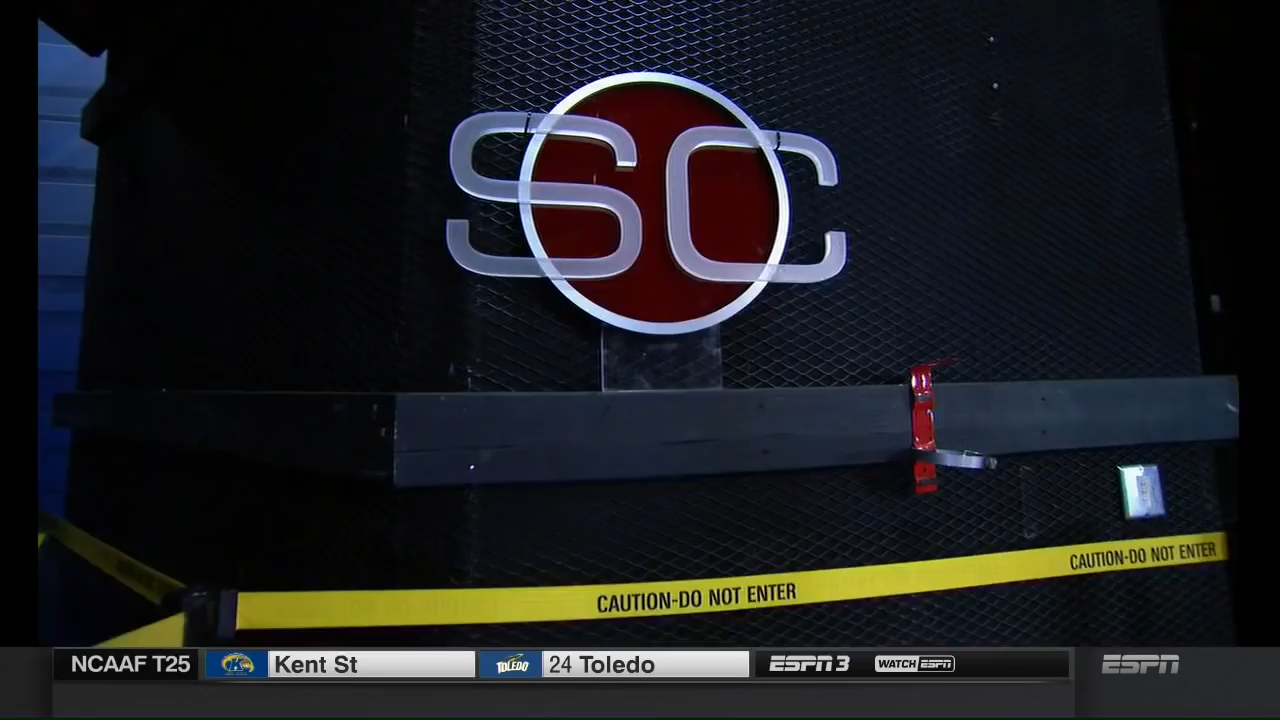 SC
CAUTION-DO NOT ENTER
CAUTION-DO NOT ENTER
NCAAF T25 Kent St TOLEDO 24 Toledo ESPN3 WATCH ESPN ESPN